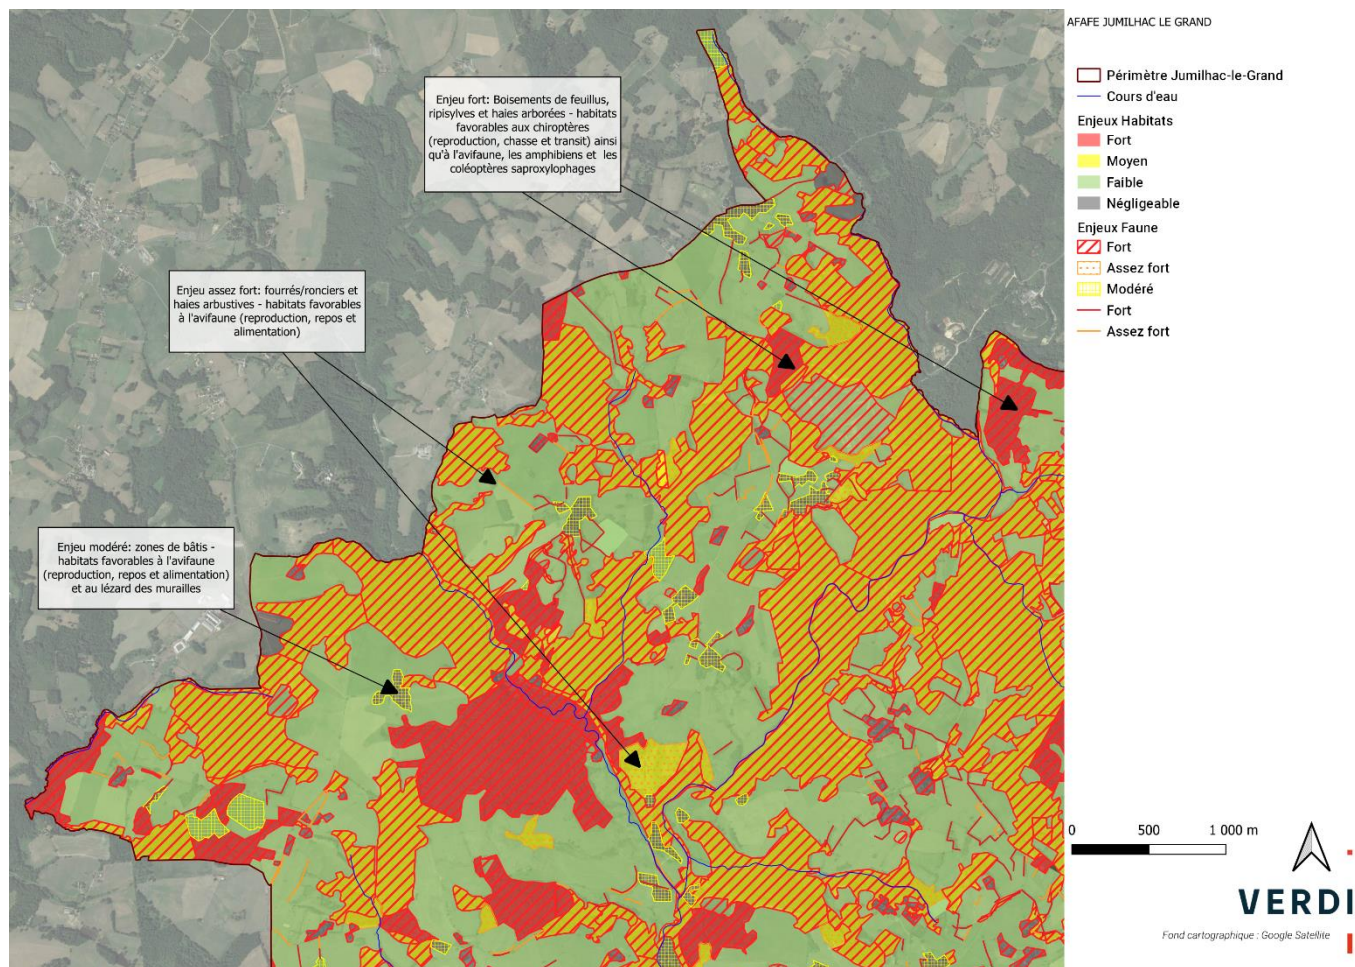 AFAFE JUMILHAC LE GRAND
Enjeu fort: Boisements de feuillus,
ripisylves et haies arborées - habitats
favorables aux chiroptères
(reproduction, chasse et transit) ainsi
qu'à l'avifaune, les amphibiens et les
coléoptères saproxylophages
Enjeu assez fort: fourrés/ronciers et
haies arbustives - habitats favorables
à l'avifaune (reproduction, repos et
alimentation)
Enjeu modéré: zones de bâtis -
habitats favorables à l'avifaune
(reproduction, repos et alimentation)
et au lézard des murailles
Périmètre Jumilhac-le-Grand
Cours d'eau
Enjeux Habitats
Fort
Moyen
Faible
Négligeable
Enjeux Faune
Fort
Assez fort
Modéré
Fort
Assez fort
0 500 1 000 m
VERDI
Fond cartographique : Google Satellite